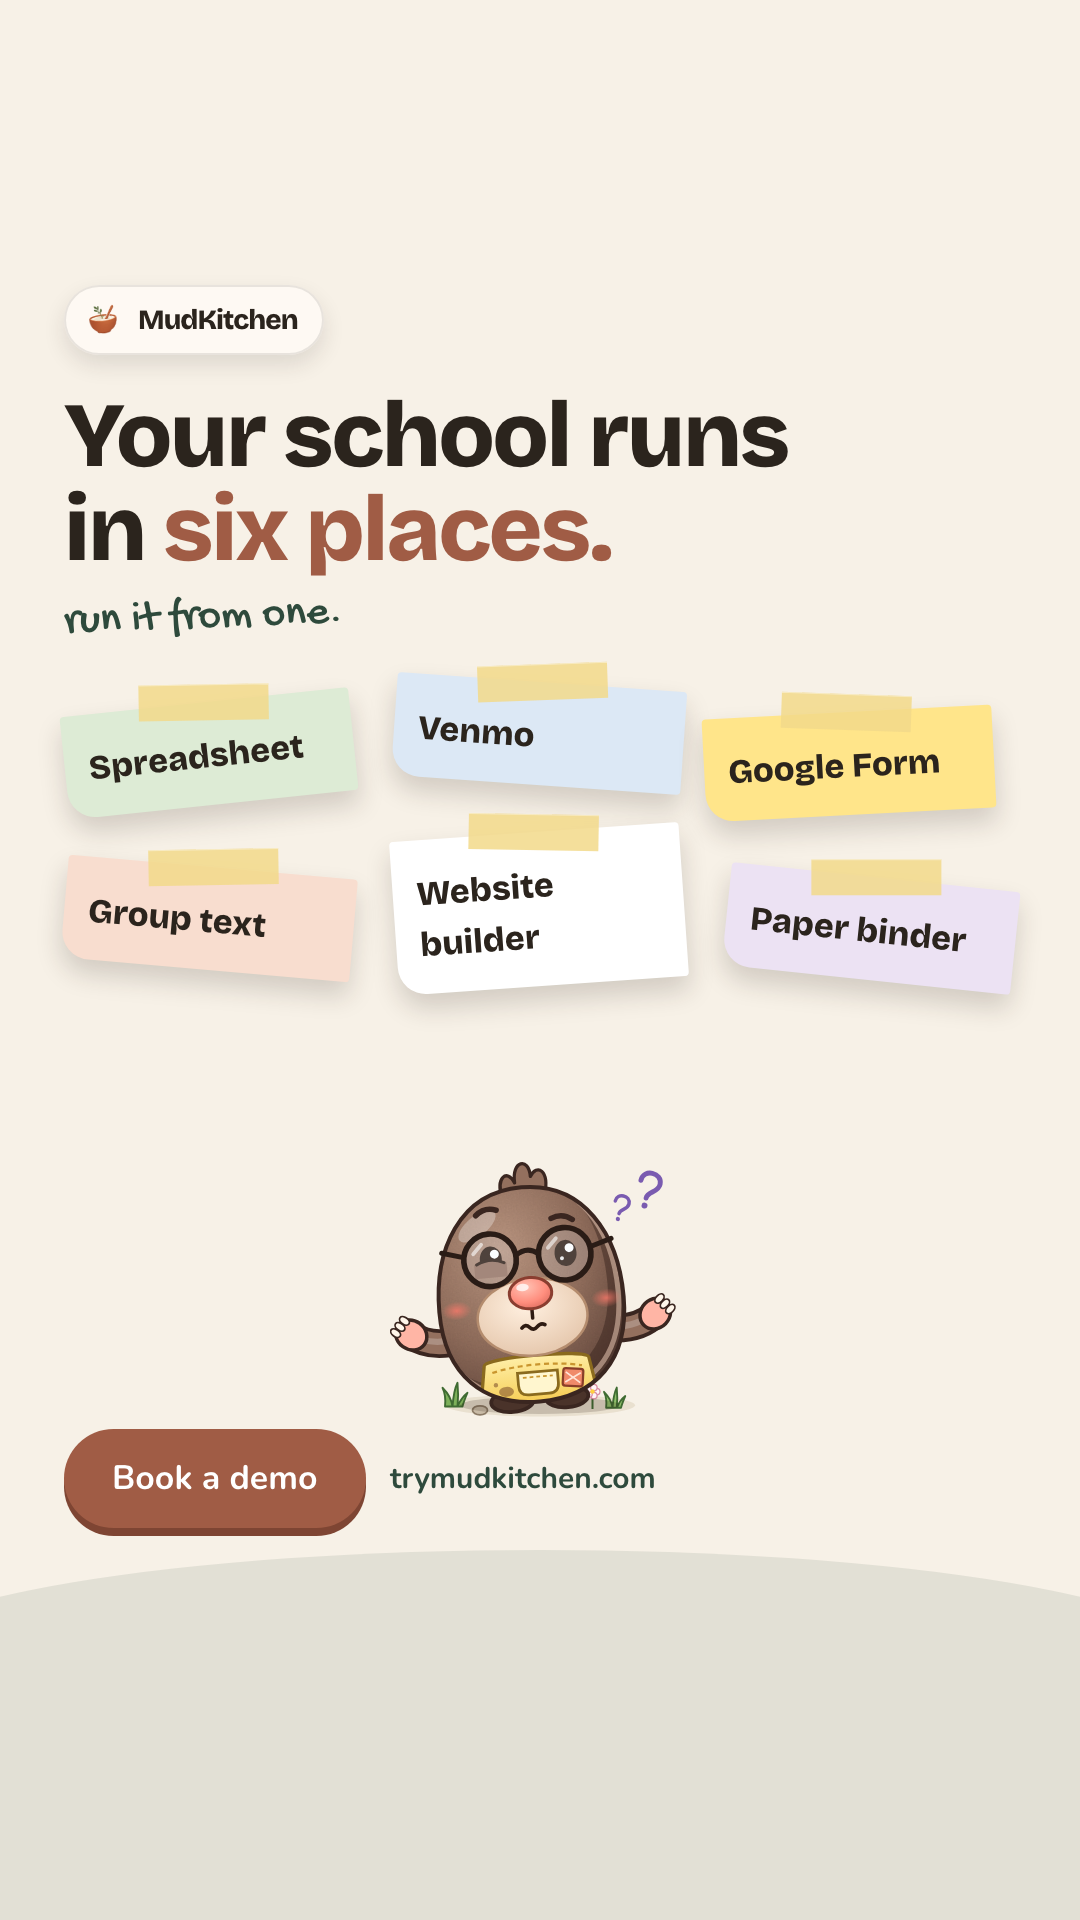 MudKitchen
Your school runs
in six places.
run it from one.
Spreadsheet
Venmo
Google Form
Group text
Website
builder
Paper binder
? ?
Book a demo
trymudkitchen.com